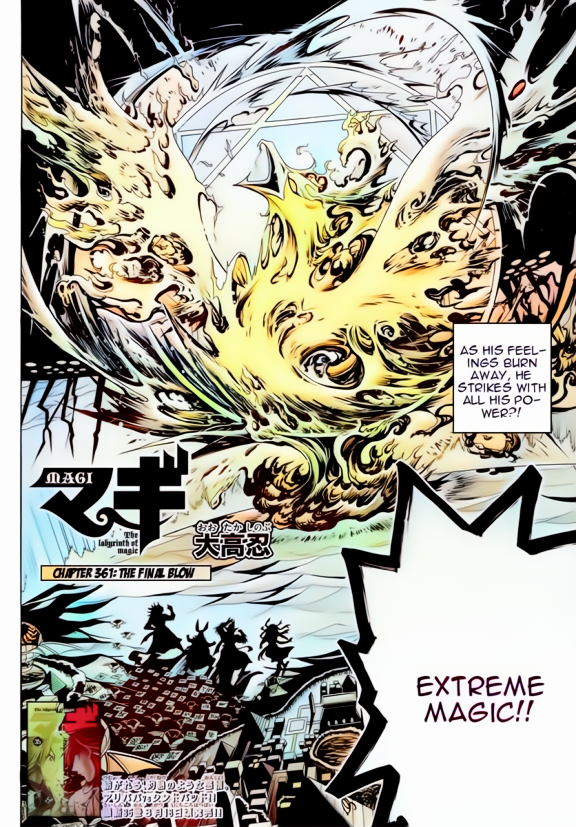 AS HIS FEEL-
INGS BURN
AWAY, HE
STRIKES WITH
ALL HIS PO-
WER?!
MAGI
マギ
The
labyrinth of
magic
おお たか しのぶ
大高忍
CHAPTER 361: THE FINAL BLOW
EXTREME
MAGIC!!